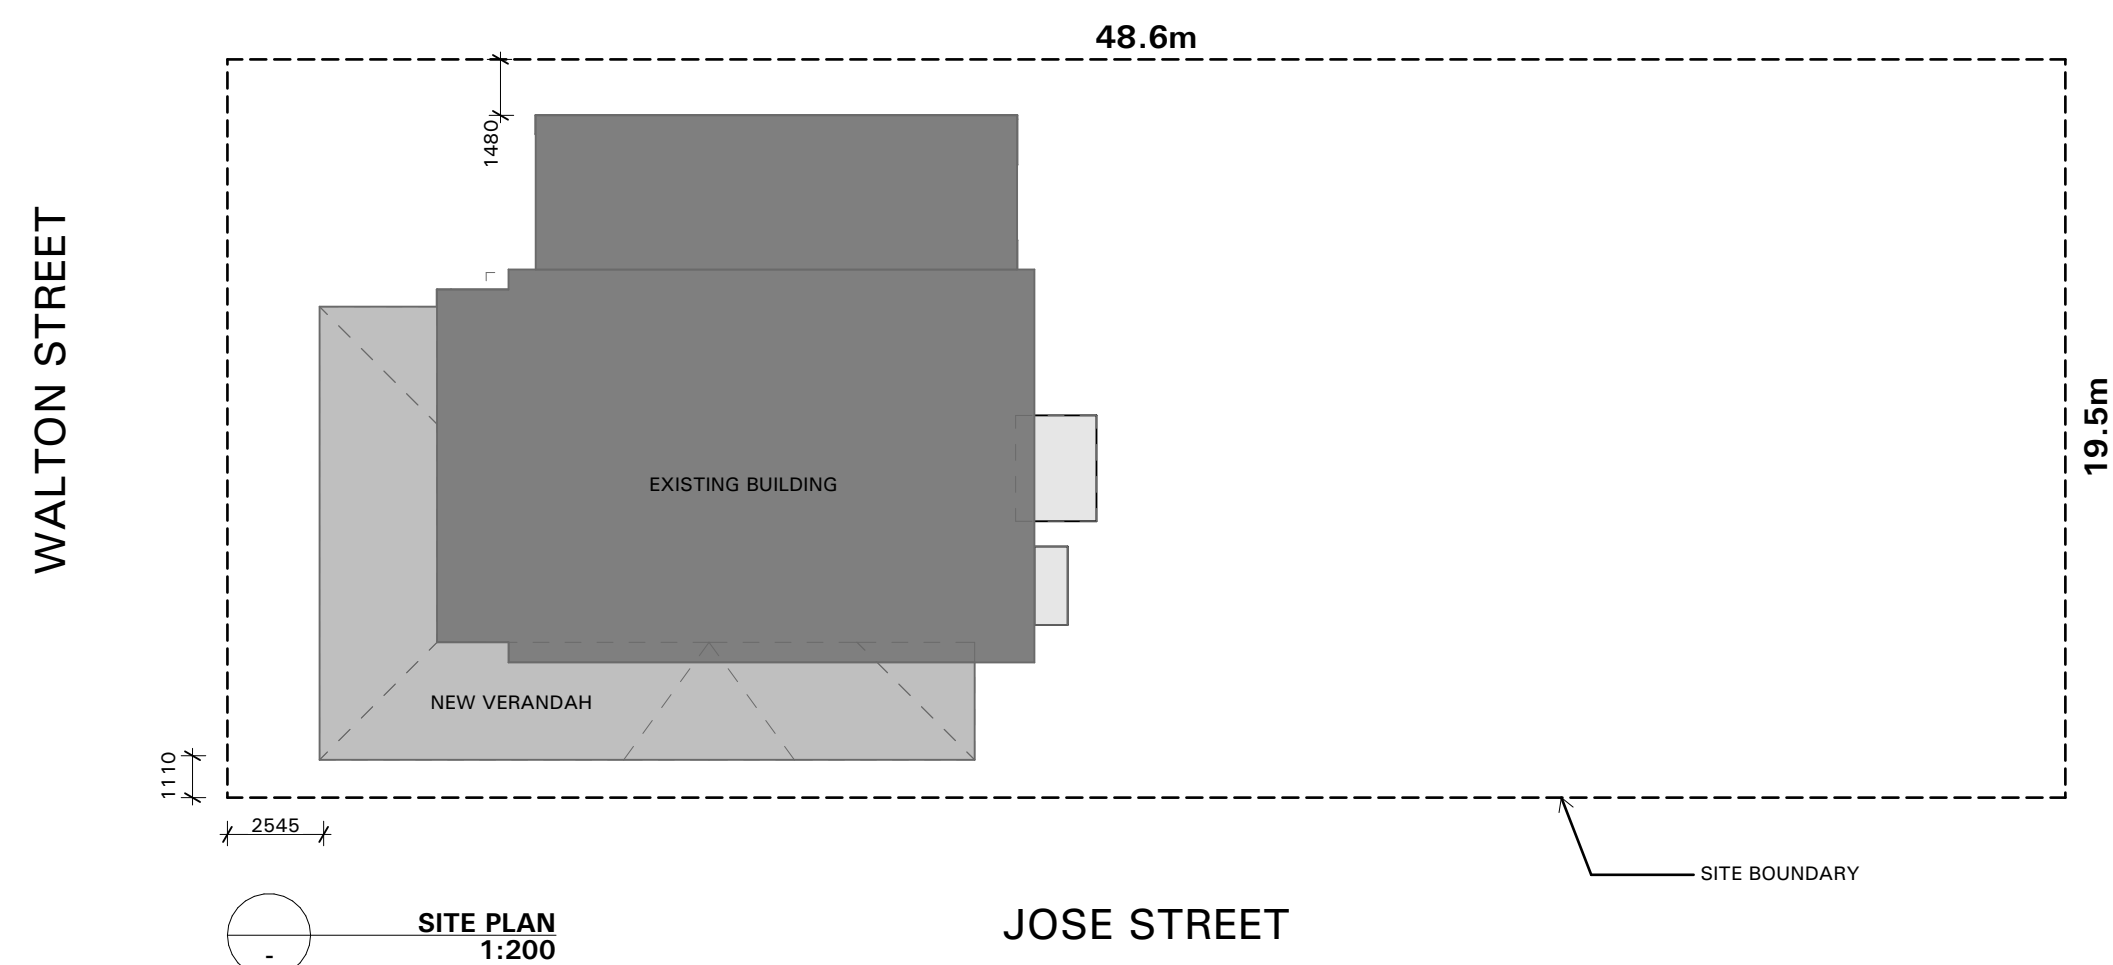 48.6m
1480
WALTON STREET
19.5m
EXISTING BUILDING
NEW VERANDAH
1110
2545
SITE BOUNDARY
SITE PLAN
1:200
-
JOSE STREET